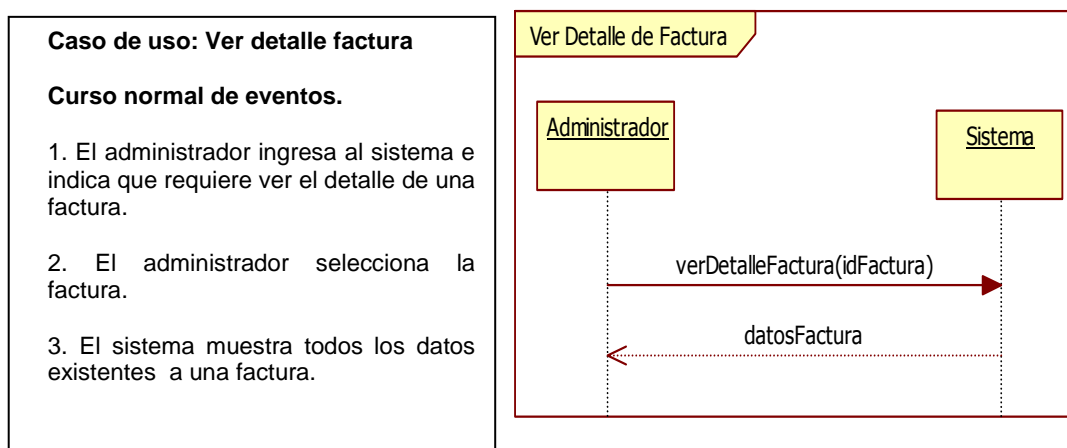 Caso de uso: Ver detalle factura
Curso normal de eventos.
1. El administrador ingresa al sistema e
indica que requiere ver el detalle de una
factura.
2. El administrador selecciona la
factura.
3. El sistema muestra todos los datos
existentes a una factura.
Ver Detalle de Factura
Administrador
Sistema
verDetalleFactura(idFactura)
datosFactura